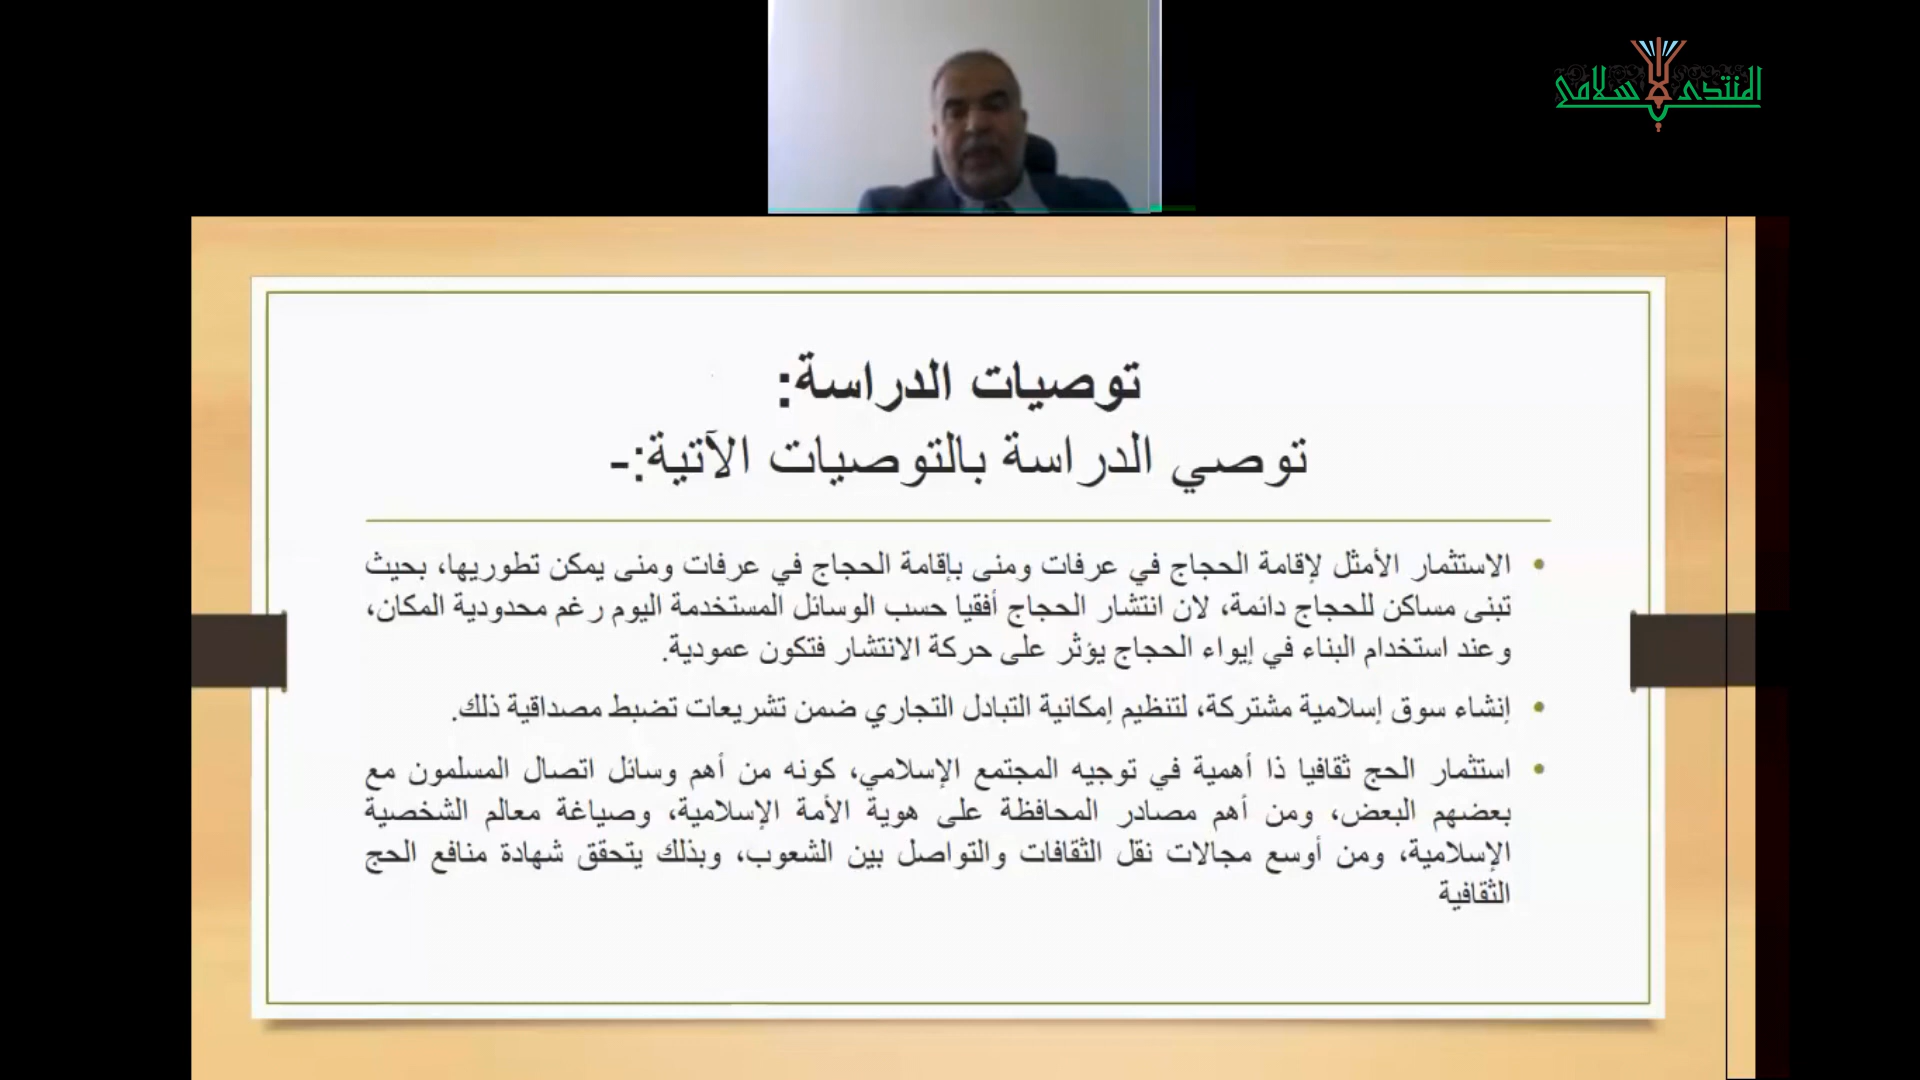 المنتدى الإسلامي
توصيات الدراسة:
توصي الدراسة بالتوصيات الآتية:-
• الاستثمار الأمثل لإقامة الحجاج في عرفات ومنى بإقامة الحجاج في عرفات ومنى يمكن تطوريها، بحيث
تبنى مساكن للحجاج دائمة، لان انتشار الحجاج أفقيا حسب الوسائل المستخدمة اليوم رغم محدودية المكان،
وعند استخدام البناء في إيواء الحجاج يؤثر على حركة الانتشار فتكون عمودية.
• إنشاء سوق إسلامية مشتركة، لتنظيم إمكانية التبادل التجاري ضمن تشريعات تضبط مصداقية ذلك.
• استثمار الحج ثقافيا ذا أهمية في توجيه المجتمع الإسلامي، كونه من أهم وسائل اتصال المسلمون مع
بعضهم البعض، ومن أهم مصادر المحافظة على هوية الأمة الإسلامية، وصياغة معالم الشخصية
الإسلامية، ومن أوسع مجالات نقل الثقافات والتواصل بين الشعوب، وبذلك يتحقق شهادة منافع الحج
الثقافية